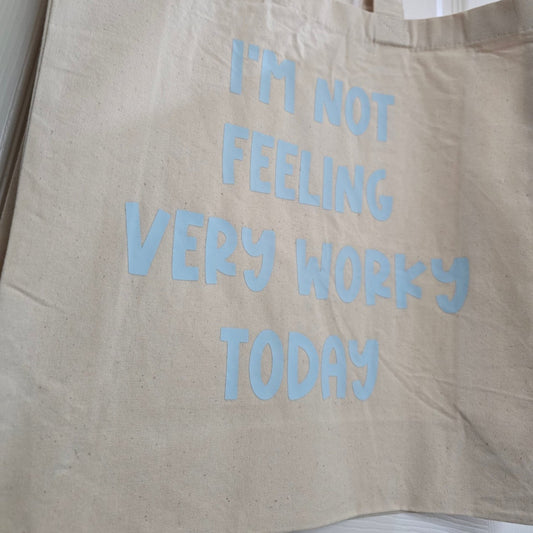 I'M NOT
FEELING
VERY WORKY
TODAY